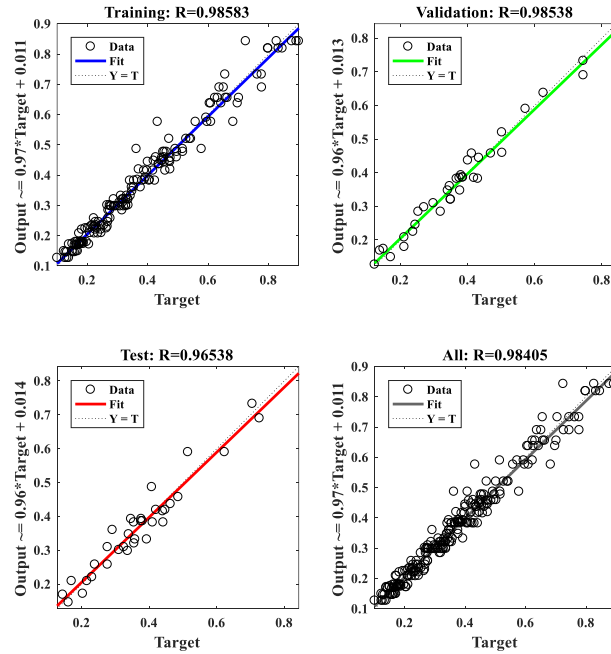 Training: R=0.98583
Output ~= 0.97*Target + 0.011
0.9
0.8
0.7
0.6
0.5
0.4
0.3
0.2
0.1
Data
Fit
Y = T
0.2 0.4 0.6 0.8
Target
Validation: R=0.98538
Output ~= 0.96*Target + 0.013
0.8
0.7
0.6
0.5
0.4
0.3
0.2
Data
Fit
Y = T
0.2 0.4 0.6 0.8
Target
Test: R=0.96538
Output ~= 0.96*Target + 0.014
0.8
0.7
0.6
0.5
0.4
0.3
0.2
Data
Fit
Y = T
0.2 0.4 0.6 0.8
Target
All: R=0.98405
Output ~= 0.97*Target + 0.011
0.9
0.8
0.7
0.6
0.5
0.4
0.3
0.2
0.1
Data
Fit
Y = T
0.2 0.4 0.6 0.8
Target